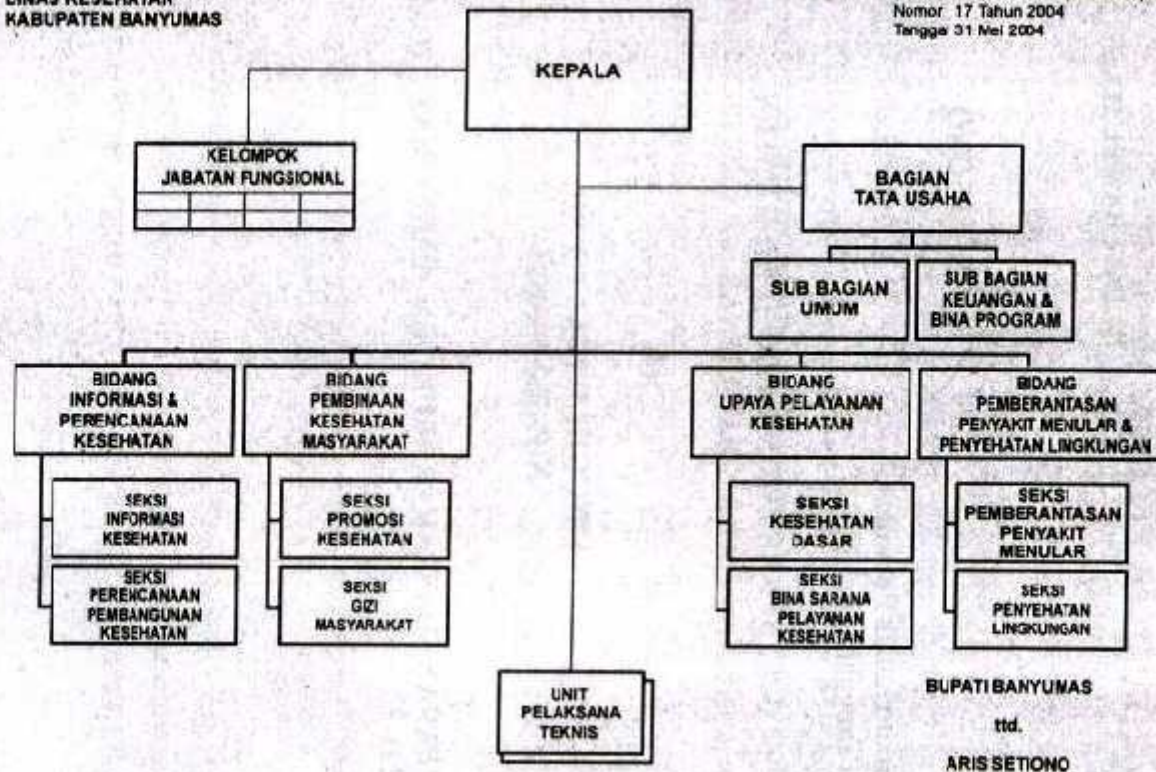 DINAS KESEHATAN
KABUPATEN BANYUMAS
Nomor 17 Tahun 2004
Tanggal 31 Mei 2004
KEPALA
KELOMPOK
JABATAN FUNGSIONAL
BAGIAN
TATA USAHA
SUB BAGIAN
UMUM
SUB BAGIAN
KEUANGAN &
BINA PROGRAM
BIDANG
INFORMASI &
PERENCANAAN
KESEHATAN
BIDANG
PEMBINAAN
KESEHATAN
MASYARAKAT
BIDANG
UPAYA PELAYANAN
KESEHATAN
BIDANG
PEMBERANTASAN
PENYAKIT MENULAR &
PENYEHATAN LINGKUNGAN
SEKSI
INFORMASI
KESEHATAN
SEKSI
PROMOSI
KESEHATAN
SEKSI
KESEHATAN
DASAR
SEKSI
PEMBERANTASAN
PENYAKIT
MENULAR
SEKSI
PERENCANAAN
PEMBANGUNAN
KESEHATAN
SEKSI
GIZI
MASYARAKAT
SEKSI
BINA SARANA
PELAYANAN
KESEHATAN
SEKSI
PENYEHATAN
LINGKUNGAN
UNIT
PELAKSANA
TEKNIS
BUPATI BANYUMAS
ttd.
ARIS SETIONO